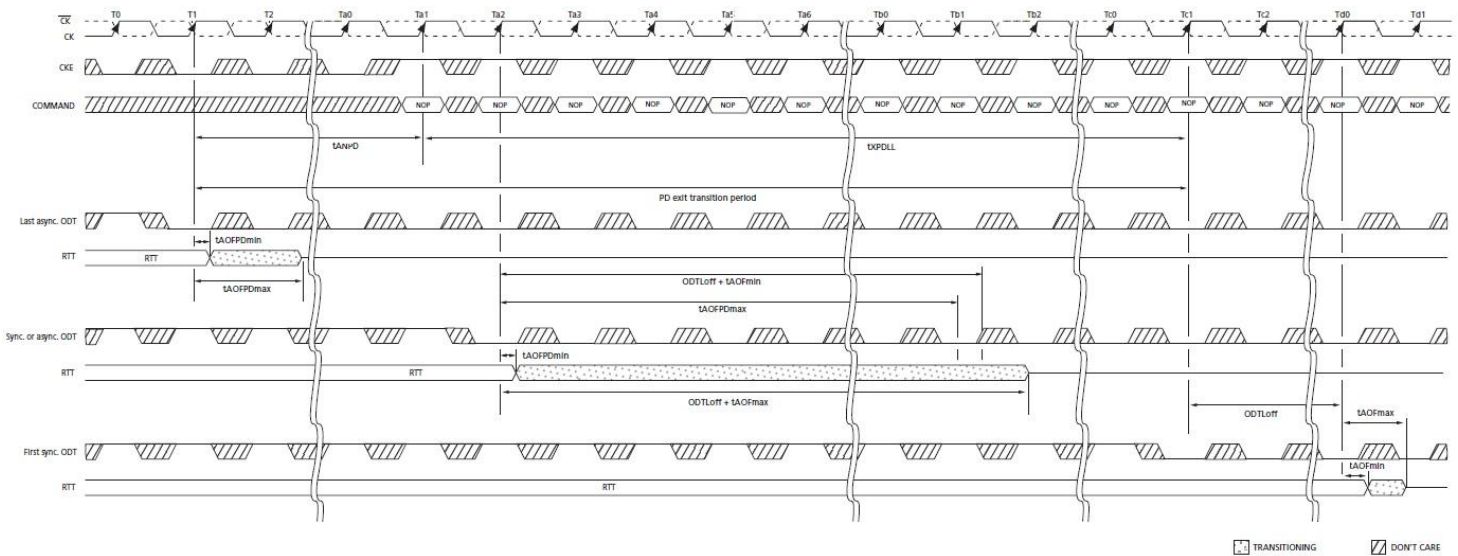 T0 T1 T2 Ta0 Ta1 Ta2 Ta3 Ta4 Ta5 Ta6 Tb0 Tb1 Tb2 Tc0 Tc1 Tc2 Td0 Td1
CK
CK
CKE
COMMAND NOP NOP NOP NOP NOP NOP NOP NOP NOP NOP NOP NOP NOP NOP
tANPD tXPDLL
PD exit transition period
Last async. ODT
tAOFPDmin
RTT RTT
tAOFPDmax ODTLoff + tAOFmin
tAOFPDmax
Sync. or async. ODT
tAOFPDmin
RTT RTT
ODTLoff + tAOFmax
ODTLoff tAOFmax
First sync. ODT
tAOFmin
RTT RTT
TRANSITIONING DON'T CARE